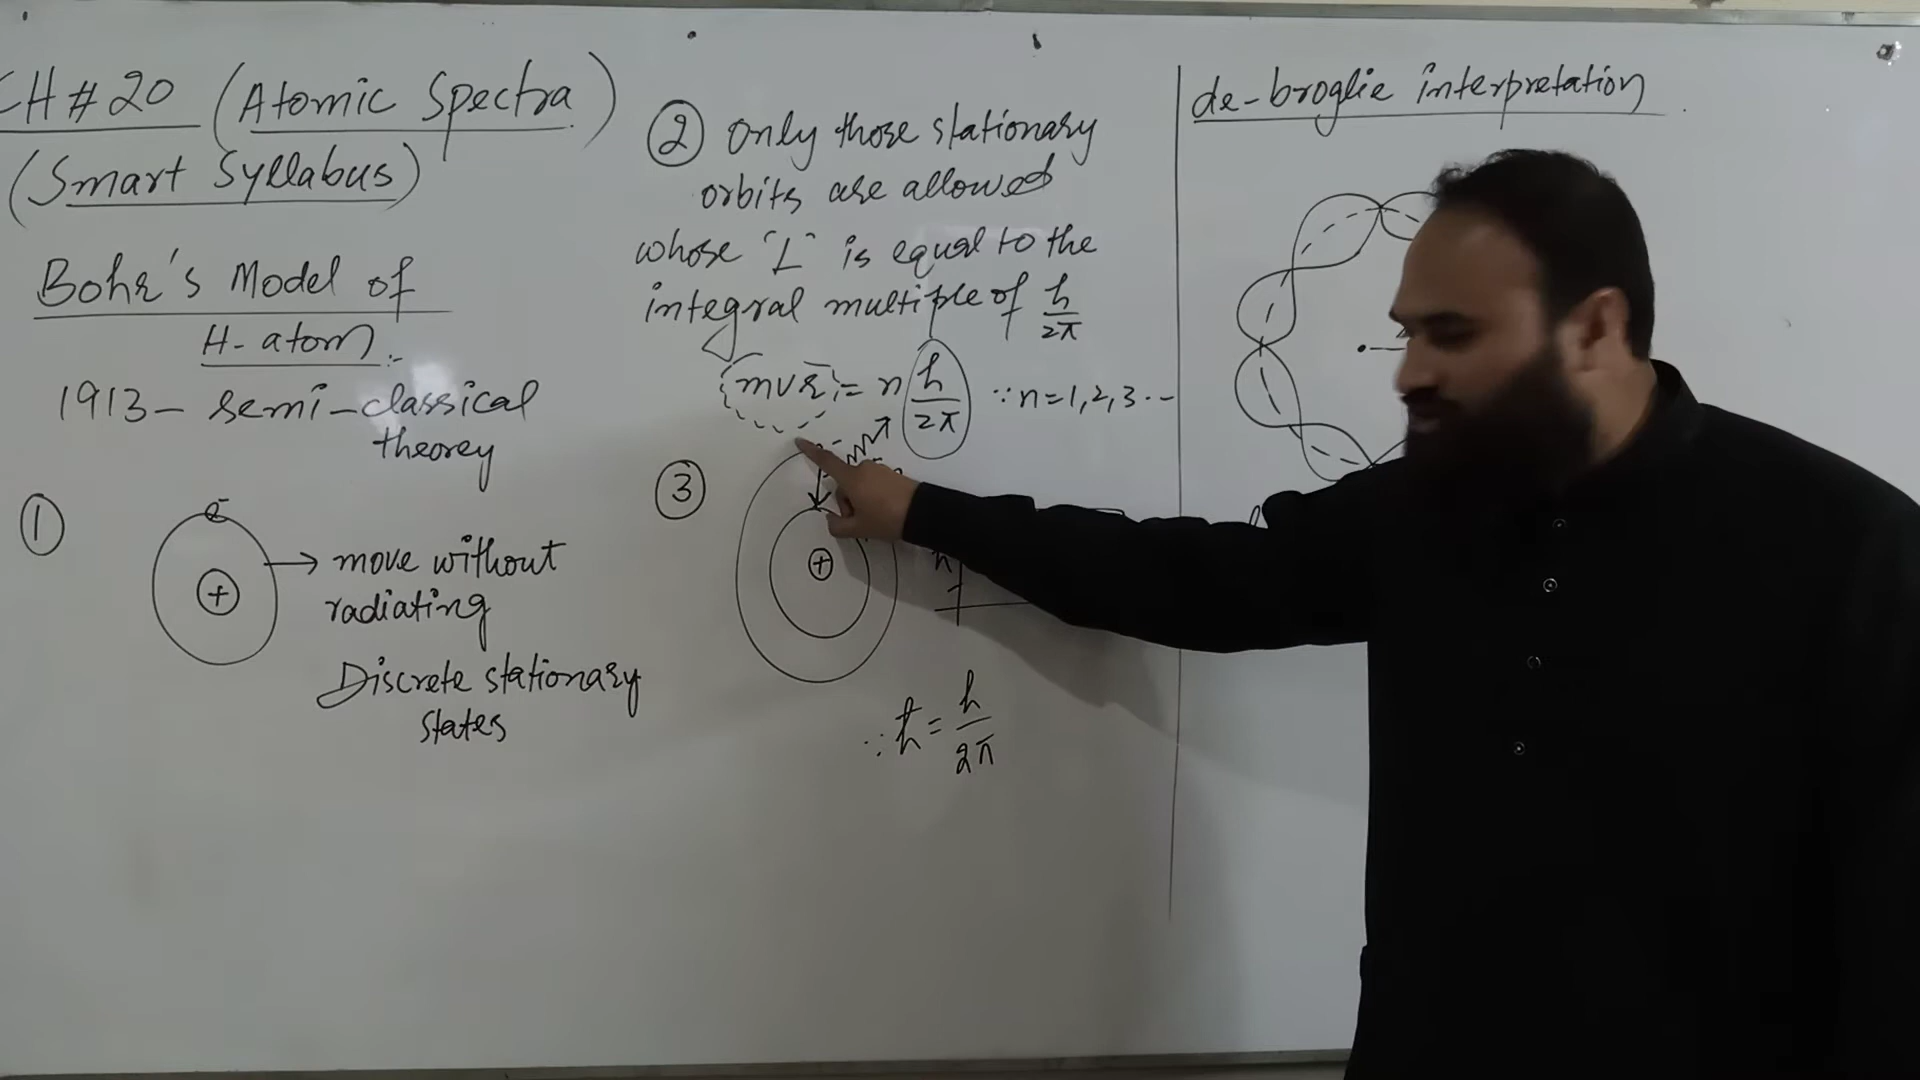 CH # 20 (Atomic Spectra)
(Smart Syllabus)
Bohr's Model of
H-atom:-
1913 - semi-classical
theorey
①
e⁻
+
→ move without
radiating
Discrete stationary
states
② Only those stationary
orbits are allowed
whose "L" is equal to the
integral multiple of h/2π
mvr = n h/2π ∵ n=1,2,3--
③
+
∵ ħ = h/2π
de-broglie interpretation